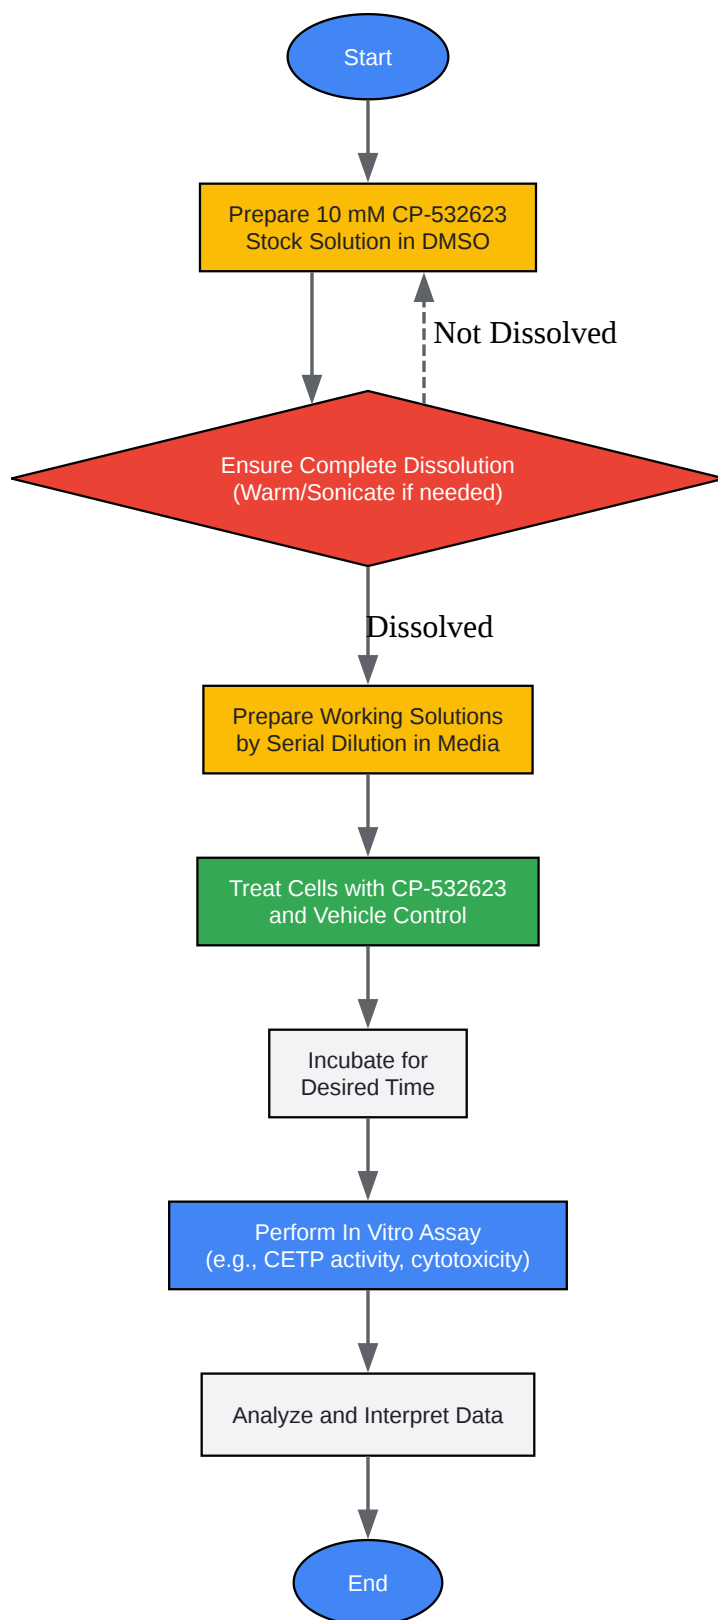 Start
Prepare 10 mM CP-532623
Stock Solution in DMSO
Not Dissolved
Ensure Complete Dissolution
(Warm/Sonicate if needed)
Dissolved
Prepare Working Solutions
by Serial Dilution in Media
Treat Cells with CP-532623
and Vehicle Control
Incubate for
Desired Time
Perform In Vitro Assay
(e.g., CETP activity, cytotoxicity)
Analyze and Interpret Data
End